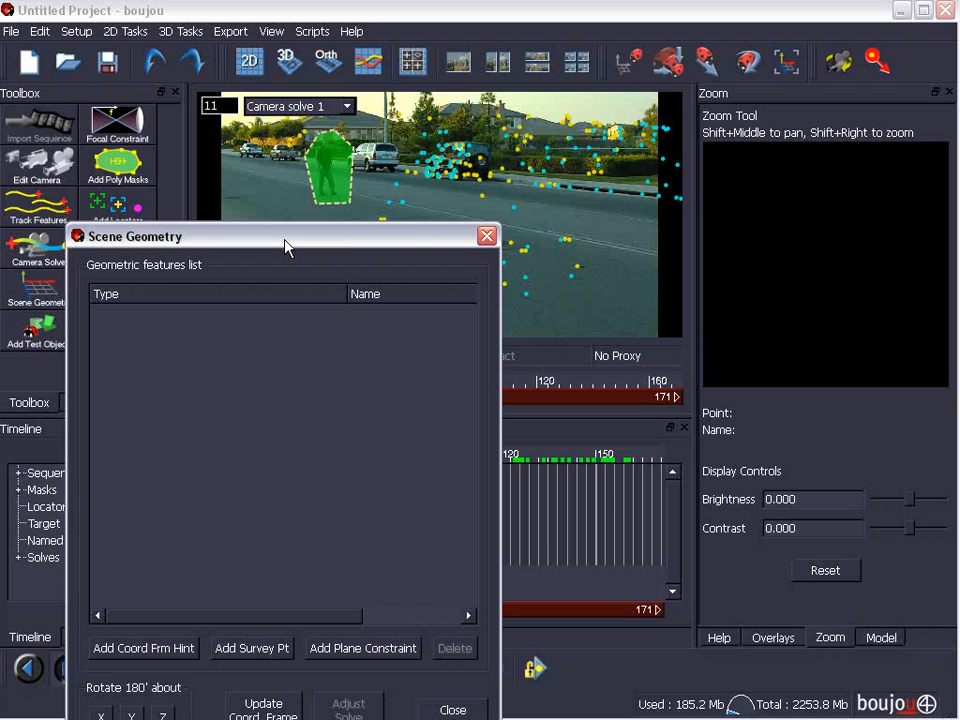 Untitled Project - boujou
File Edit Setup 2D Tasks 3D Tasks Export View Scripts Help
2D 3D Orth
Toolbox
Import Sequence Focal Constraint
Edit Camera Add Poly Masks
Track Features
Camera Solve
Scene Geomet
Add Test Objec
Toolbox
11 Camera solve 1
Zoom
Zoom Tool
Shift+Middle to pan, Shift+Right to zoom
Scene Geometry
Geometric features list
Type Name
Add Coord Frm Hint Add Survey Pt Add Plane Constraint Delete
Rotate 180' about
X Y Z
Update
Coord. Frame
Adjust
Solve
Close
No Proxy
120 160
171
Timeline
Sequer
Masks
Locator
Target
Named
Solves
120 150
171
Timeline
Point:
Name:
Display Controls
Brightness 0.000
Contrast 0.000
Reset
Help Overlays Zoom Model
Used : 185.2 Mb Total : 2253.8 Mb boujou